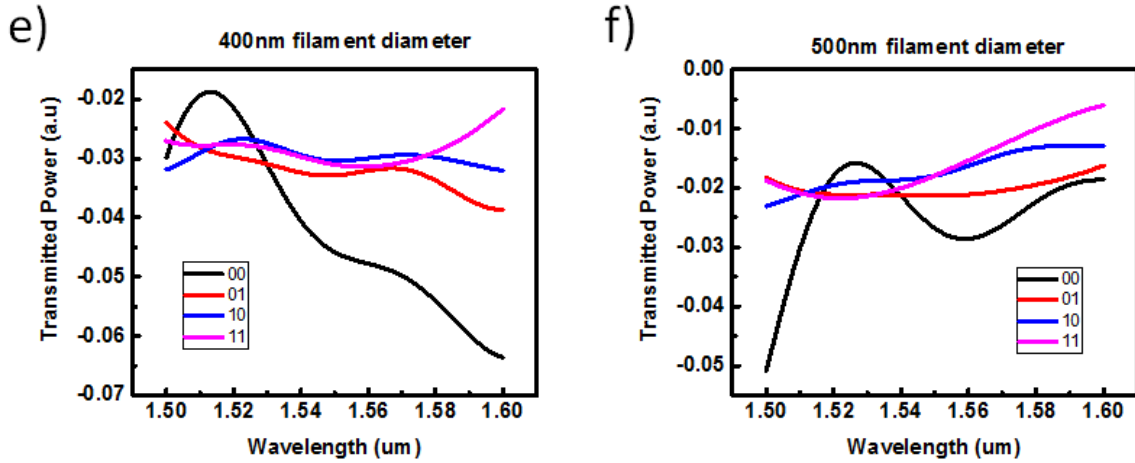 e)
400nm filament diameter
Transmitted Power (a.u)
-0.02
-0.03
-0.04
-0.05
-0.06
-0.07
00
01
10
11
1.50 1.52 1.54 1.56 1.58 1.60
Wavelength (um)
f)
500nm filament diameter
Transmitted Power (a.u)
0.00
-0.01
-0.02
-0.03
-0.04
-0.05
00
01
10
11
1.50 1.52 1.54 1.56 1.58 1.60
Wavelength (um)